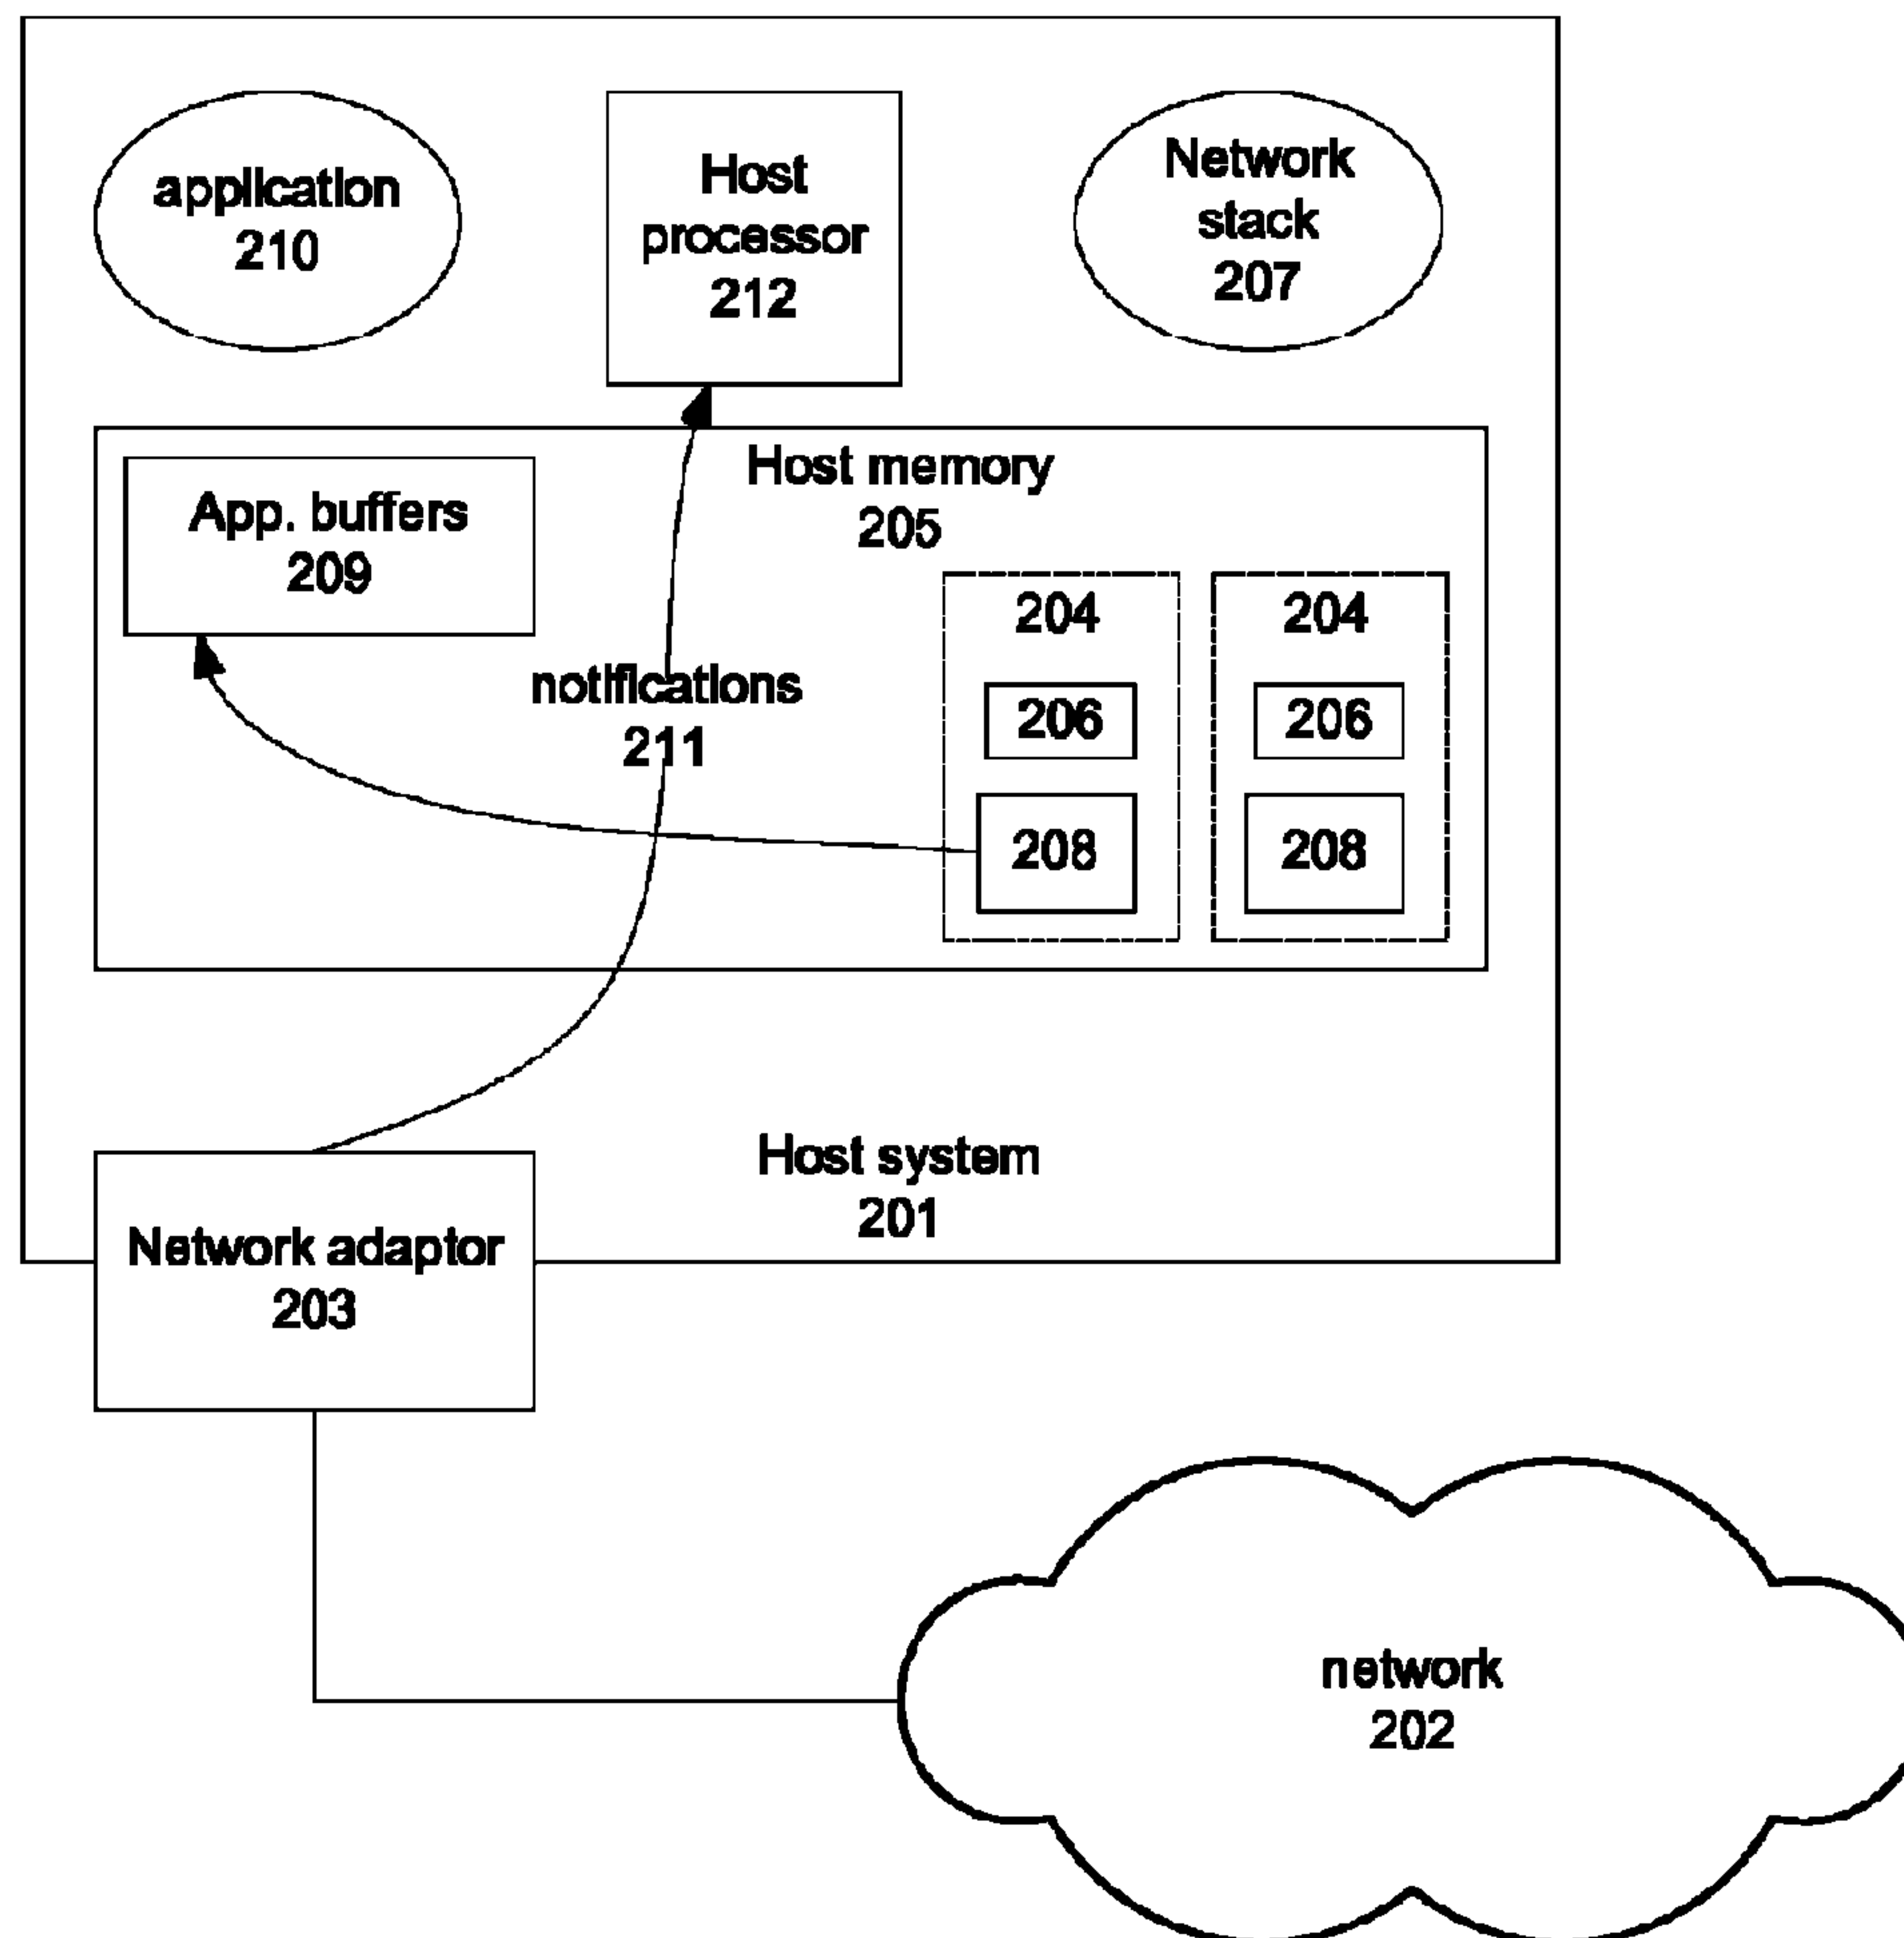 application
210
Host
processor
212
Network
stack
207
Host memory
205
App. buffers
209
204
204
notifications
211
206
206
208
208
Host system
201
Network adaptor
203
network
202